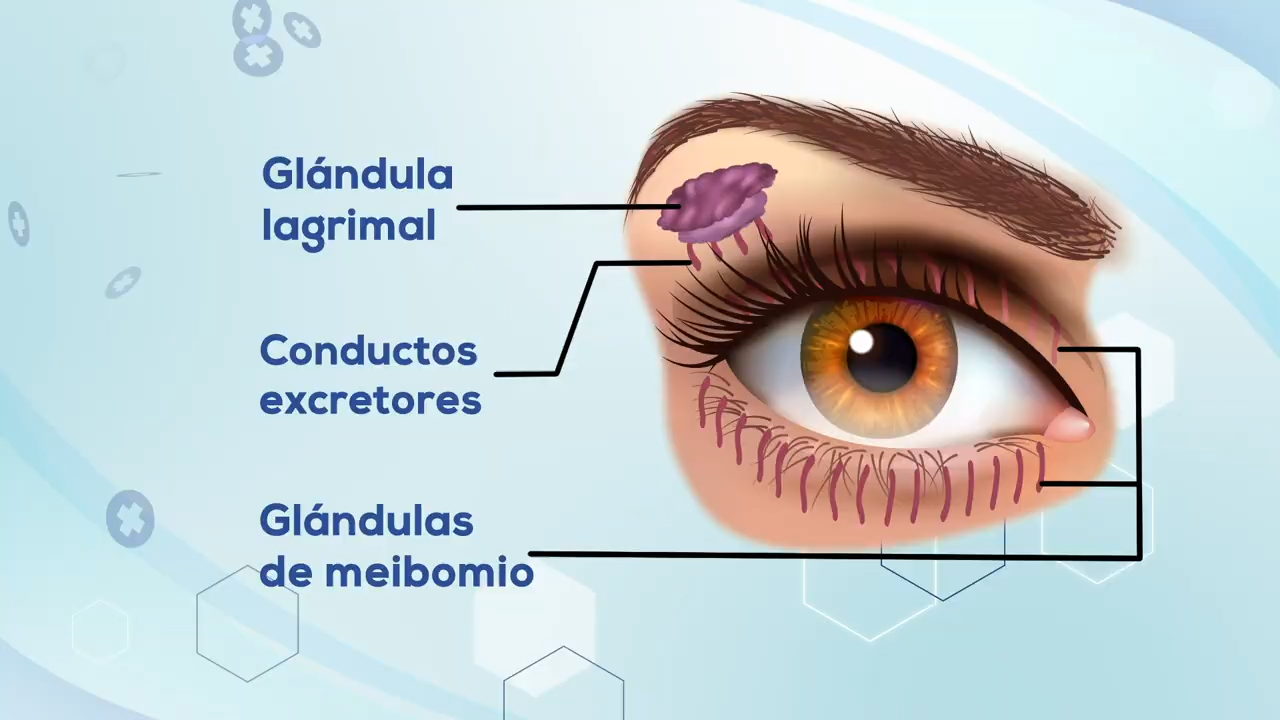 Glándula
lagrimal
Conductos
excretores
Glándulas
de meibomio